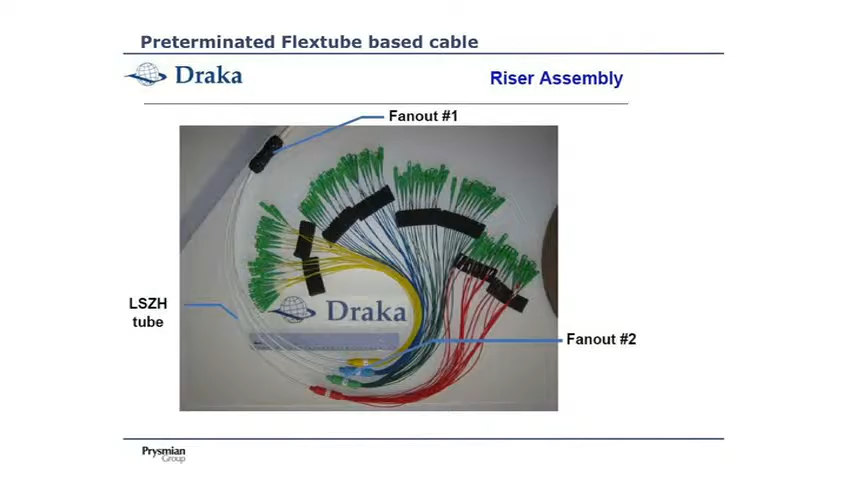 Preterminated Flextube based cable
Draka
Riser Assembly
Fanout #1
LSZH
tube
Draka
Fanout #2
Prysmian
Group